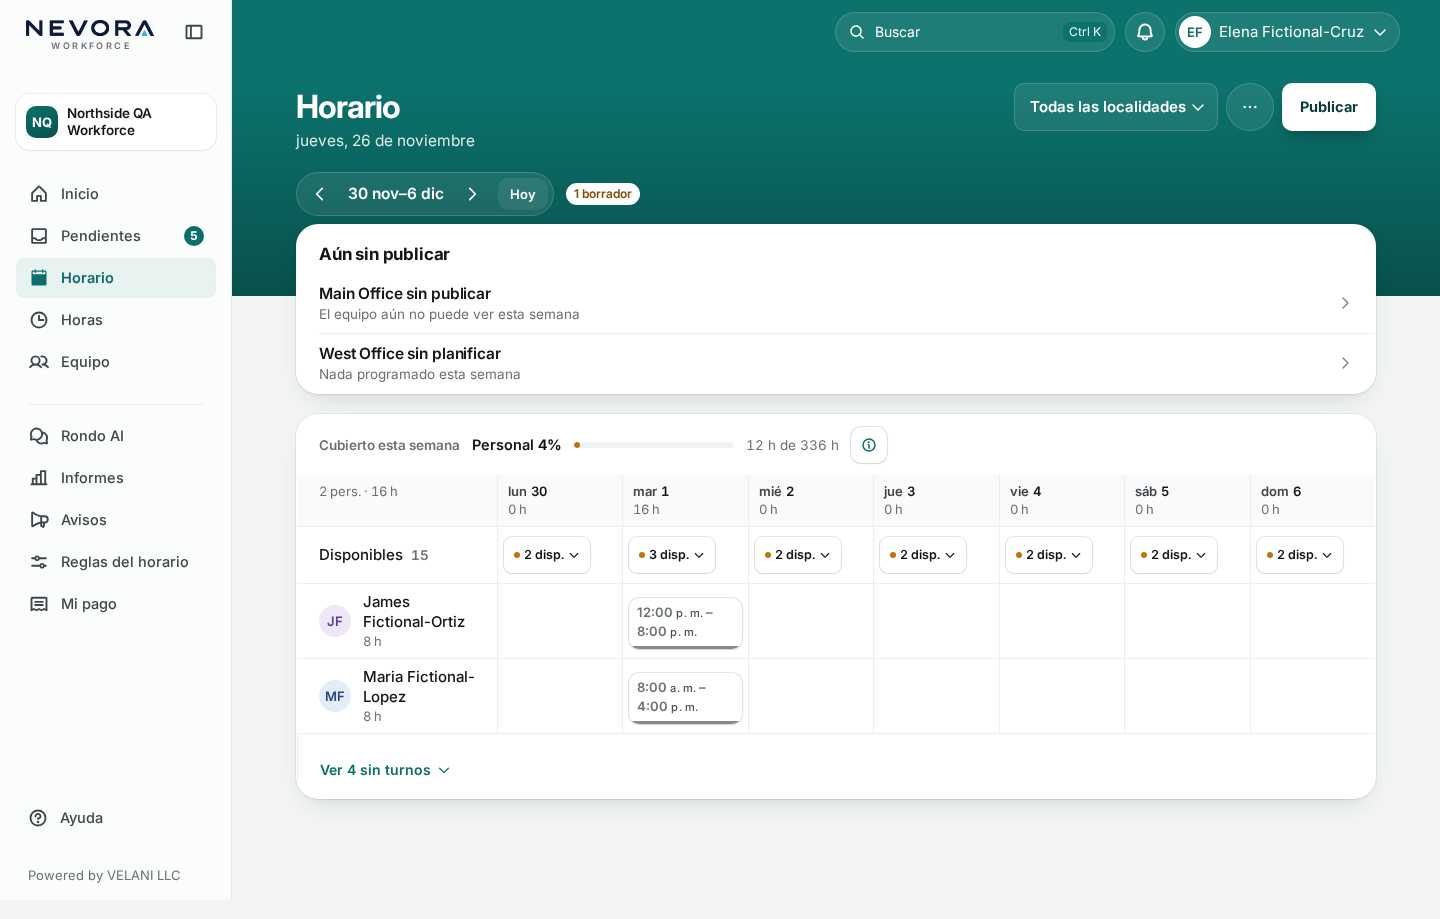 NEVORA
WORKFORCE
Buscar
Ctrl K
EF
Elena Fictional-Cruz
NQ
Northside QA
Workforce
Inicio
Pendientes
5
Horario
Horas
Equipo
Rondo AI
Informes
Avisos
Reglas del horario
Mi pago
Ayuda
Powered by VELANI LLC
Horario
jueves, 26 de noviembre
Todas las localidades
Publicar
30 nov–6 dic
Hoy
1 borrador
Aún sin publicar
Main Office sin publicar
El equipo aún no puede ver esta semana
West Office sin planificar
Nada programado esta semana
Cubierto esta semana Personal 4% 12 h de 336 h
2 pers. · 16 h
lun 30
0 h
mar 1
16 h
mié 2
0 h
jue 3
0 h
vie 4
0 h
sáb 5
0 h
dom 6
0 h
Disponibles 15
2 disp.
3 disp.
2 disp.
2 disp.
2 disp.
2 disp.
2 disp.
JF
James
Fictional-Ortiz
8 h
12:00 p. m. –
8:00 p. m.
MF
Maria Fictional-
Lopez
8 h
8:00 a. m. –
4:00 p. m.
Ver 4 sin turnos